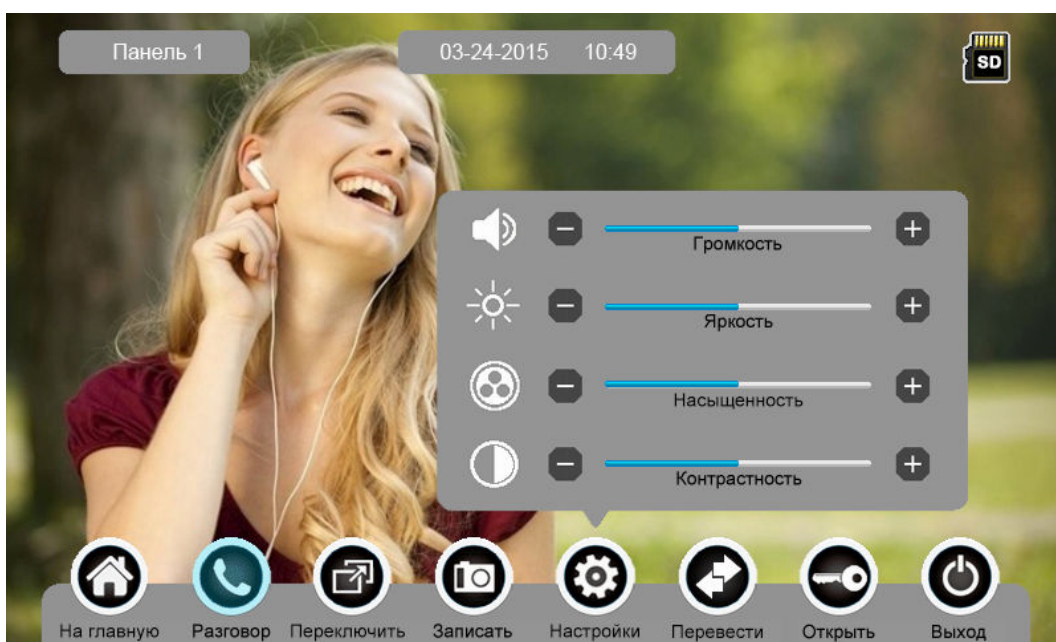 Панель 1
03-24-2015 10:49
SD
Громкость
Яркость
Насыщенность
Контрастность
На главную
Разговор
Переключить
Записать
Настройки
Перевести
Открыть
Выход